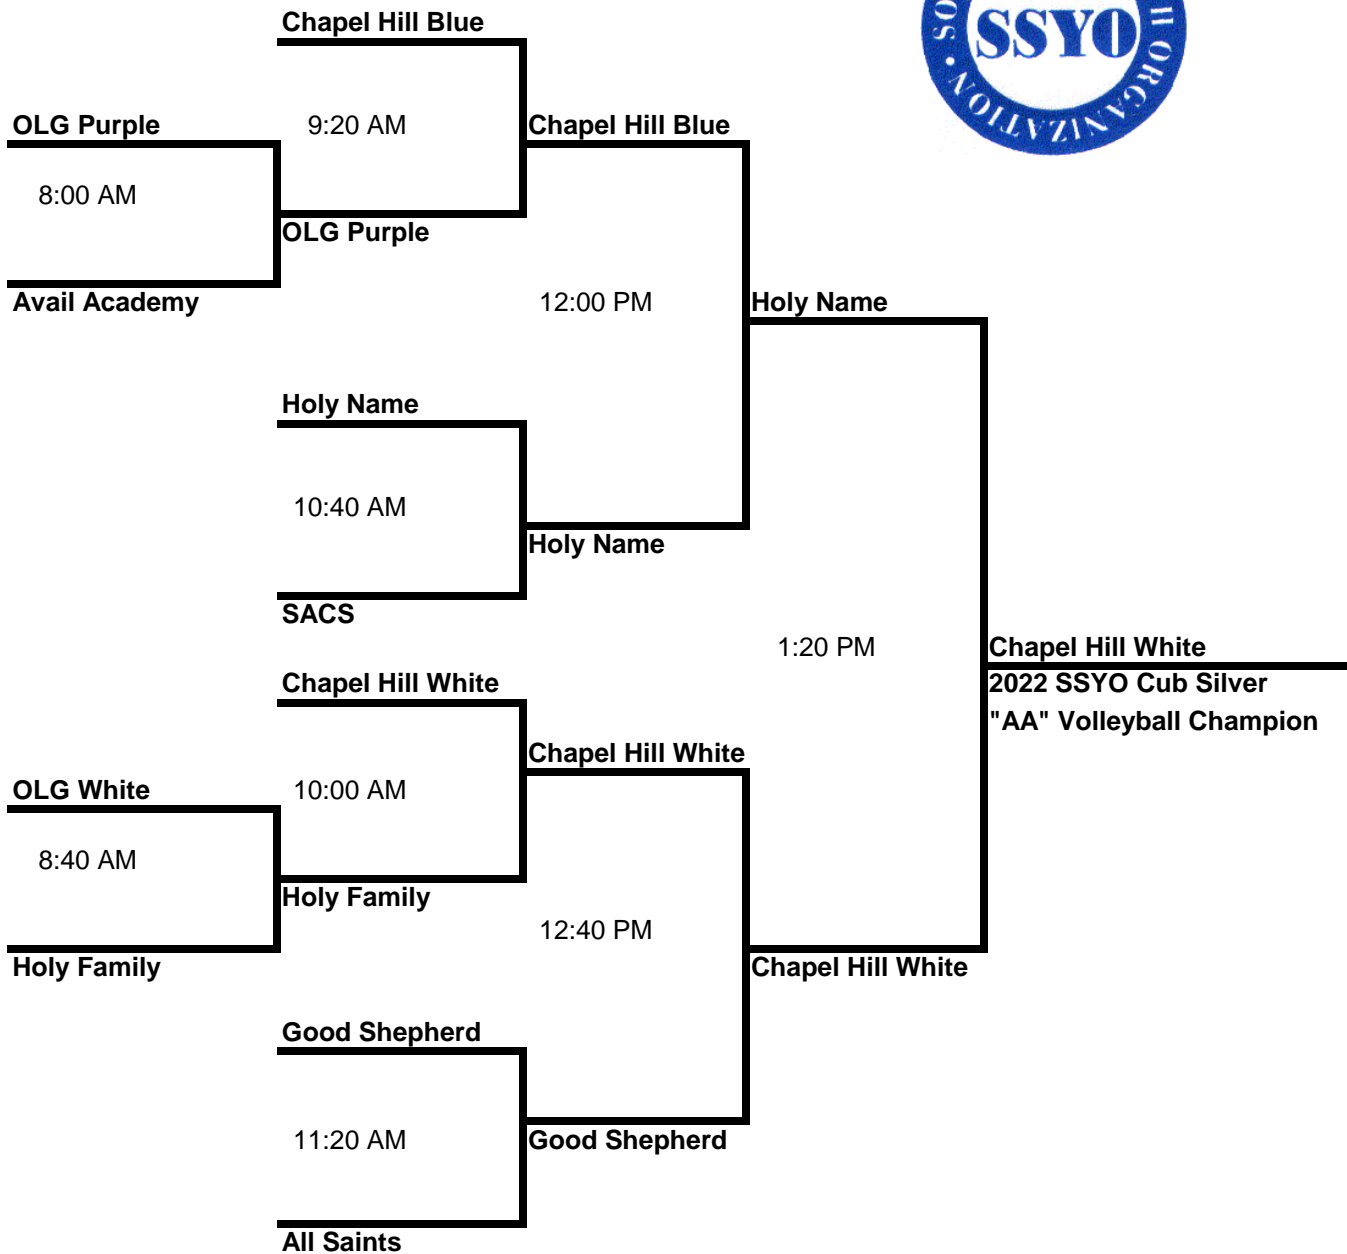 Chapel Hill Blue
SSYO
ORGANIZATION
OLG Purple
9:20 AM
Chapel Hill Blue
8:00 AM
OLG Purple
Avail Academy
12:00 PM
Holy Name
Holy Name
10:40 AM
Holy Name
SACS
1:20 PM
Chapel Hill White
Chapel Hill White
2022 SSYO Cub Silver
"AA" Volleyball Champion
Chapel Hill White
OLG White
10:00 AM
8:40 AM
Holy Family
12:40 PM
Holy Family
Chapel Hill White
Good Shepherd
11:20 AM
Good Shepherd
All Saints